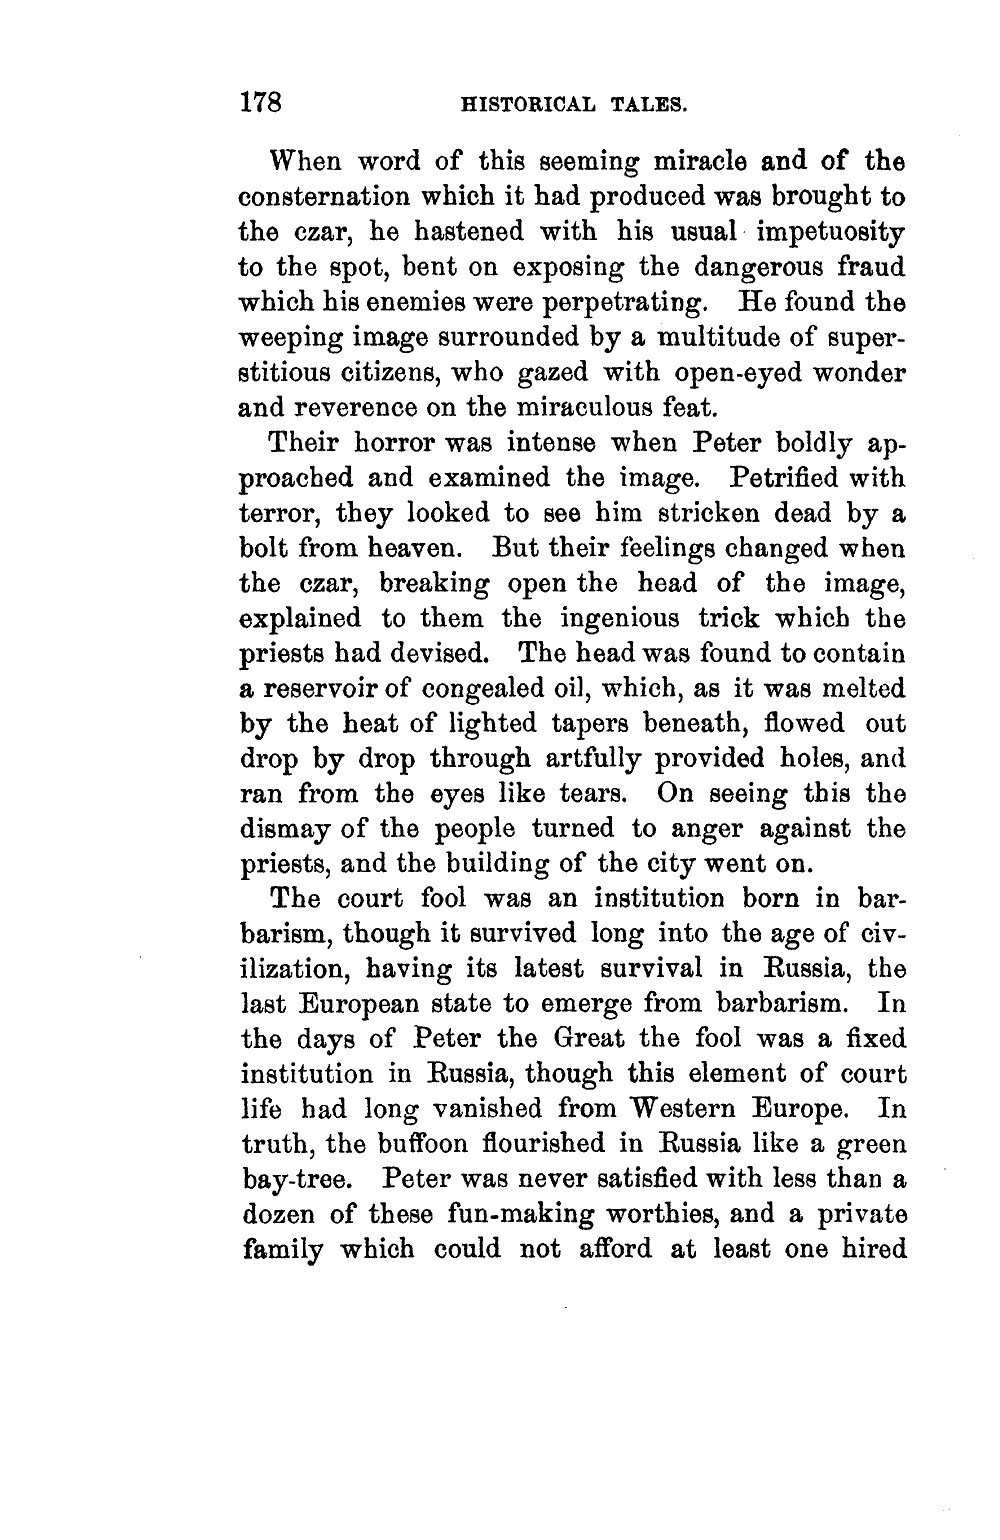 178 HISTORICAL TALES.
When word of this seeming miracle and of the
consternation which it had produced was brought to
the czar, he hastened with his usual impetuosity
to the spot, bent on exposing the dangerous fraud
which his enemies were perpetrating. He found the
weeping image surrounded by a multitude of super-
stitious citizens, who gazed with open-eyed wonder
and reverence on the miraculous feat.
Their horror was intense when Peter boldly ap-
proached and examined the image. Petrified with
terror, they looked to see him stricken dead by a
bolt from heaven. But their feelings changed when
the czar, breaking open the head of the image,
explained to them the ingenious trick which the
priests had devised. The head was found to contain
a reservoir of congealed oil, which, as it was melted
by the heat of lighted tapers beneath, flowed out
drop by drop through artfully provided holes, and
ran from the eyes like tears. On seeing this the
dismay of the people turned to anger against the
priests, and the building of the city went on.
The court fool was an institution born in bar-
barism, though it survived long into the age of civ-
ilization, having its latest survival in Russia, the
last European state to emerge from barbarism. In
the days of Peter the Great the fool was a fixed
institution in Russia, though this element of court
life had long vanished from Western Europe. In
truth, the buffoon flourished in Russia like a green
bay-tree. Peter was never satisfied with less than a
dozen of these fun-making worthies, and a private
family which could not afford at least one hired